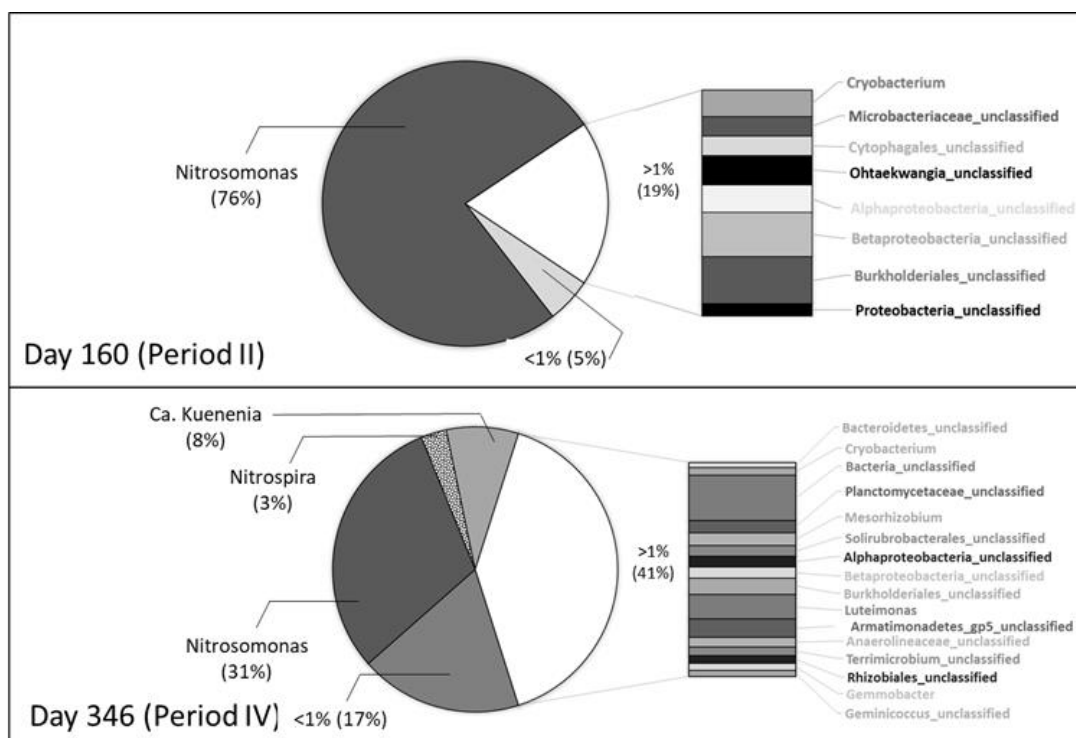 Nitrosomonas
(76%)
>1%
(19%)
<1% (5%)
Cryobacterium
Microbacteriaceae_unclassified
Cytophagales_unclassified
Ohtaekwangia_unclassified
Alphaproteobacteria_unclassified
Betaproteobacteria_unclassified
Burkholderiales_unclassified
Proteobacteria_unclassified
Day 160 (Period II)
Ca. Kuenenia
(8%)
Nitrospira
(3%)
Nitrosomonas
(31%)
<1% (17%)
>1%
(41%)
Bacteroidetes_unclassified
Cryobacterium
Bacteria_unclassified
Planctomycetaceae_unclassified
Mesorhizobium
Solirubrobacterales_unclassified
Alphaproteobacteria_unclassified
Betaproteobacteria_unclassified
Burkholderiales_unclassified
Luteimonas
Armatimonadetes_gp5_unclassified
Anaerolineaceae_unclassified
Terrimicrobium_unclassified
Rhizobiales_unclassified
Gemmobacter
Geminicoccus_unclassified
Day 346 (Period IV)